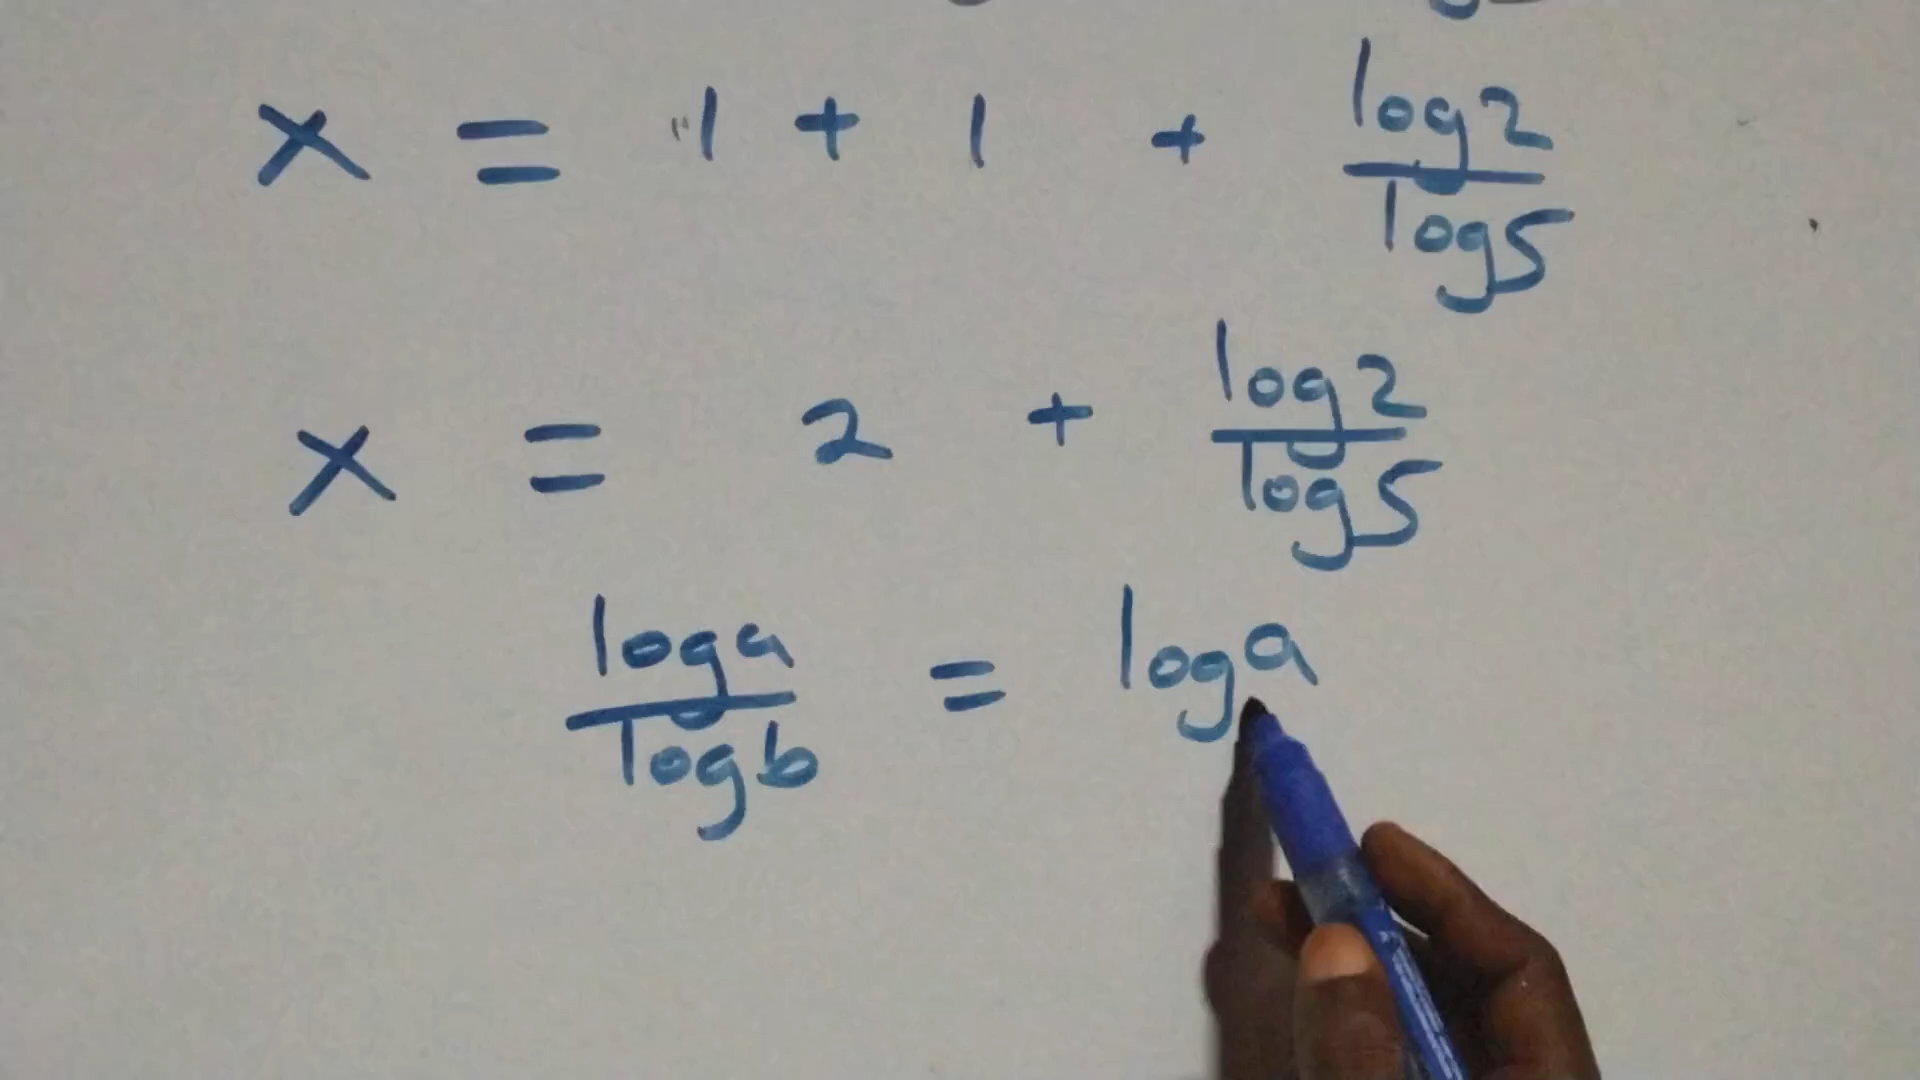 x = 1 + 1 + log2/log5
x = 2 + log2/log5
loga/logb = loga